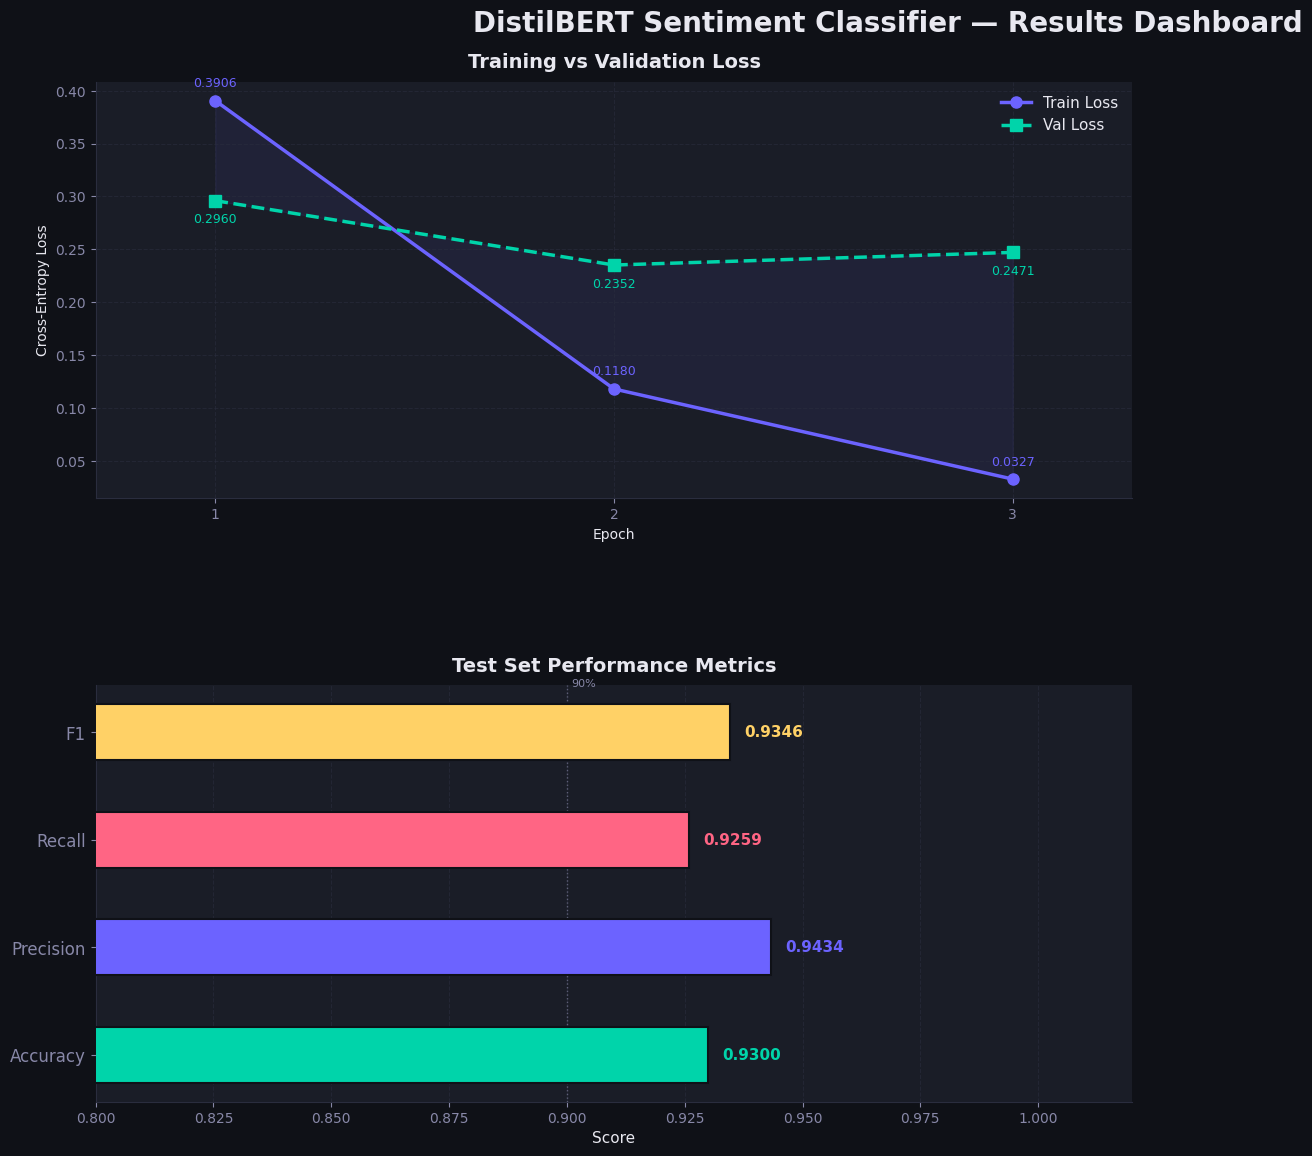 DistilBERT Sentiment Classifier — Results Dashboard
Training vs Validation Loss
Train Loss
Val Loss
Cross-Entropy Loss
0.40
0.35
0.30
0.25
0.20
0.15
0.10
0.05
0.3906
0.2960
0.2352
0.2471
0.1180
0.0327
1 2 3
Epoch
Test Set Performance Metrics
90%
F1 0.9346
Recall 0.9259
Precision 0.9434
Accuracy 0.9300
0.800 0.825 0.850 0.875 0.900 0.925 0.950 0.975 1.000
Score